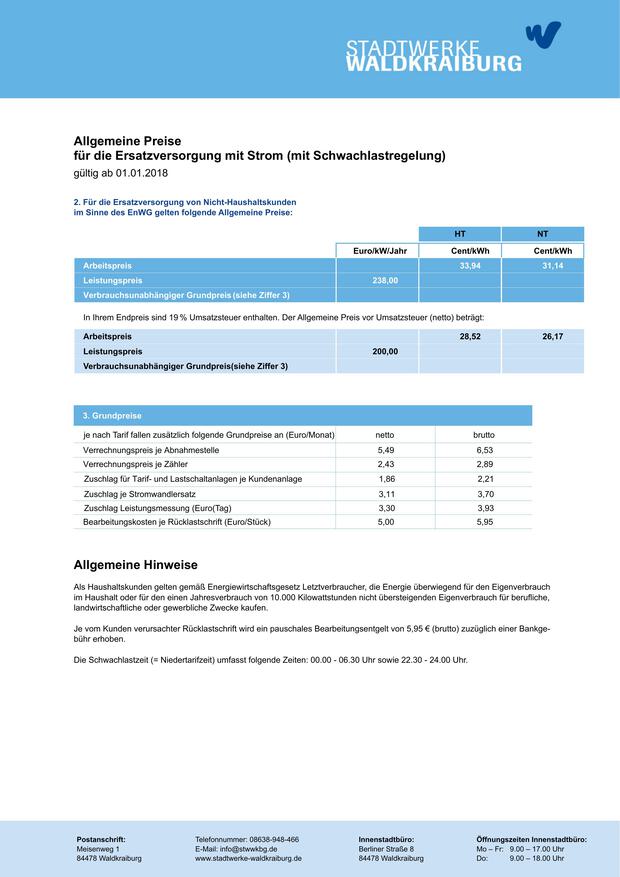 STADTWERKE
WALDKRAIBURG
Allgemeine Preise
für die Ersatzversorgung mit Strom (mit Schwachlastregelung)
gültig ab 01.01.2018
2. Für die Ersatzversorgung von Nicht-Haushaltskunden
im Sinne des EnWG gelten folgende Allgemeine Preise:
HT NT
Euro/kW/Jahr Cent/kWh Cent/kWh
Arbeitspreis 33,94 31,14
Leistungspreis 238,00
Verbrauchsunabhängiger Grundpreis (siehe Ziffer 3)
In Ihrem Endpreis sind 19 % Umsatzsteuer enthalten. Der Allgemeine Preis vor Umsatzsteuer (netto) beträgt:
Arbeitspreis 28,52 26,17
Leistungspreis 200,00
Verbrauchsunabhängiger Grundpreis(siehe Ziffer 3)
3. Grundpreise
je nach Tarif fallen zusätzlich folgende Grundpreise an (Euro/Monat) netto brutto
Verrechnungspreis je Abnahmestelle 5,49 6,53
Verrechnungspreis je Zähler 2,43 2,89
Zuschlag für Tarif- und Lastschaltanlagen je Kundenanlage 1,86 2,21
Zuschlag je Stromwandlersatz 3,11 3,70
Zuschlag Leistungsmessung (Euro(Tag) 3,30 3,93
Bearbeitungskosten je Rücklastschrift (Euro/Stück) 5,00 5,95
Allgemeine Hinweise
Als Haushaltskunden gelten gemäß Energiewirtschaftsgesetz Letztverbraucher, die Energie überwiegend für den Eigenverbrauch
im Haushalt oder für den einen Jahresverbrauch von 10.000 Kilowattstunden nicht übersteigenden Eigenverbrauch für berufliche,
landwirtschaftliche oder gewerbliche Zwecke kaufen.
Je vom Kunden verursachter Rücklastschrift wird ein pauschales Bearbeitungsentgelt von 5,95 € (brutto) zuzüglich einer Bankge-
bühr erhoben.
Die Schwachlastzeit (= Niedertarifzeit) umfasst folgende Zeiten: 00.00 - 06.30 Uhr sowie 22.30 - 24.00 Uhr.
Postanschrift: Telefonnummer: 08638-948-466 Innenstadtbüro: Öffnungszeiten Innenstadtbüro:
Meisenweg 1 E-Mail: info@stwwkbg.de Berliner Straße 8 Mo – Fr: 9.00 – 17.00 Uhr
84478 Waldkraiburg www.stadtwerke-waldkraiburg.de 84478 Waldkraiburg Do: 9.00 – 18.00 Uhr